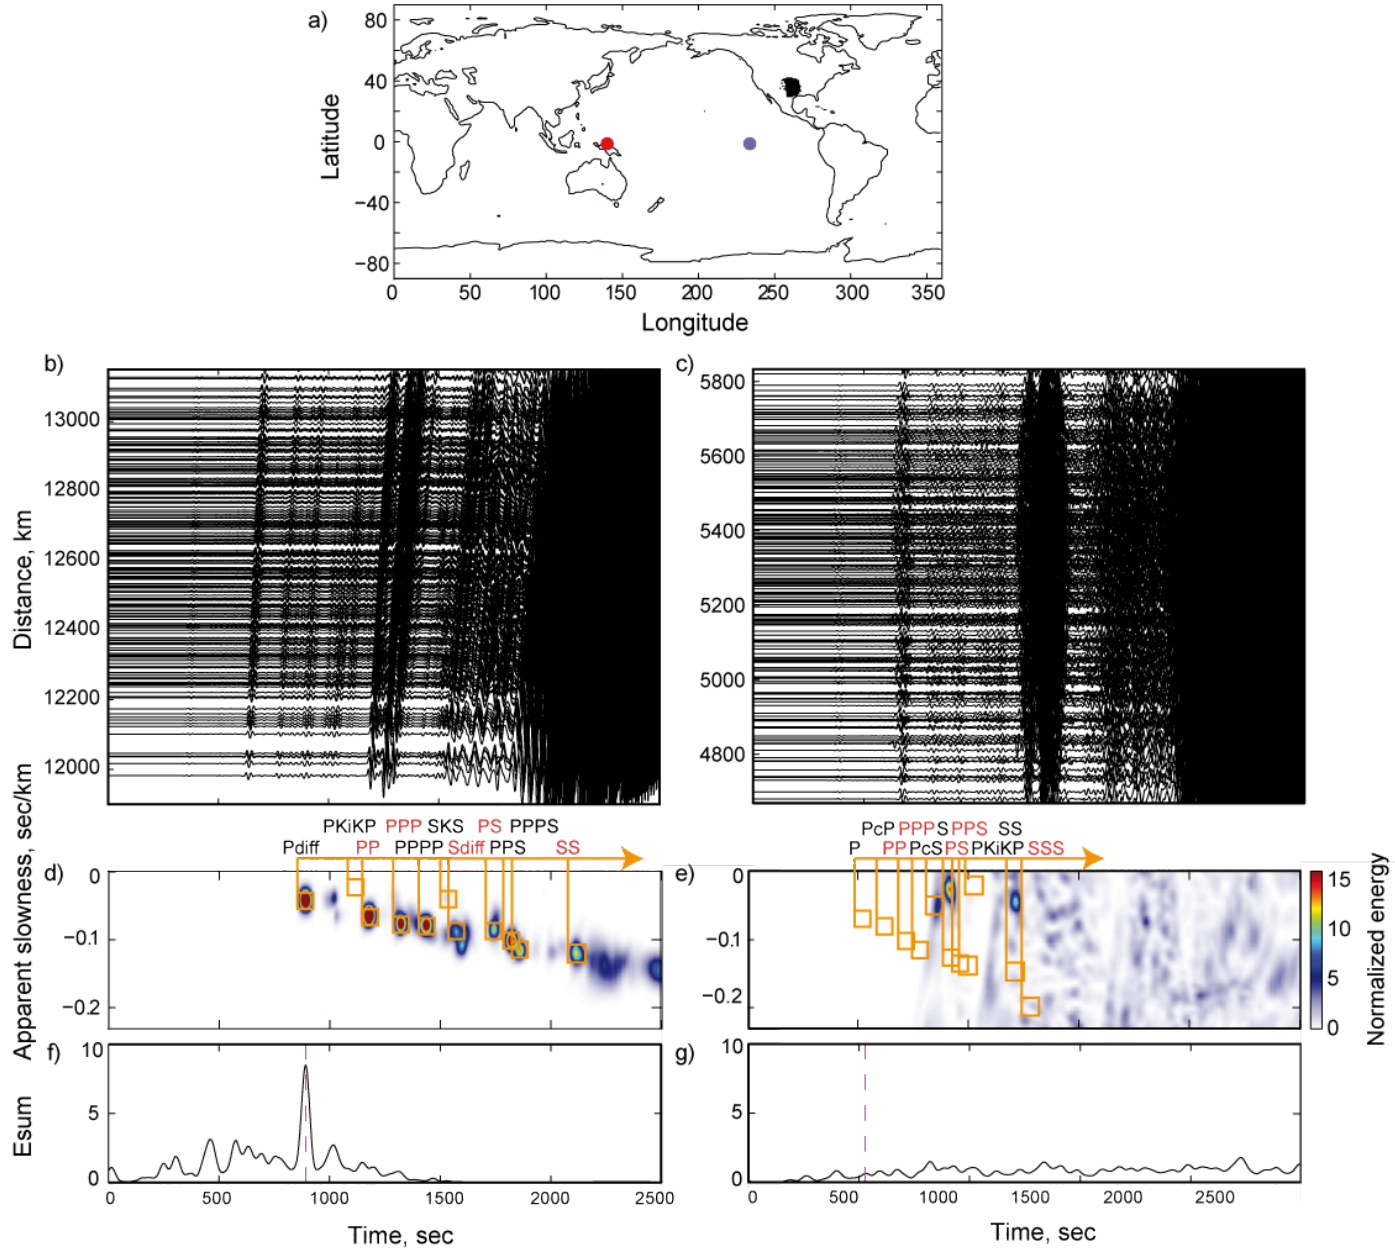 a)
80
40
0
−40
−80
Latitude
0 50 100 150 200 250 300 350
Longitude
b)
13000
12800
12600
12400
12200
12000
Distance, km
c)
5800
5600
5400
5200
5000
4800
PKiKP PPP SKS PS PPPS
Pdiff PP PPPP Sdiff PPS SS
d)
0
−0.1
−0.2
Apparent slowness, sec/km
PcP PPPS PPS SS
P PP PcS PS PKiKP SSS
e)
0
−0.1
−0.2
15
10
5
0
Normalized energy
f)
10
5
0
Esum
0 500 1000 1500 2000 2500
Time, sec
g)
10
5
0
0 500 1000 1500 2000 2500
Time, sec